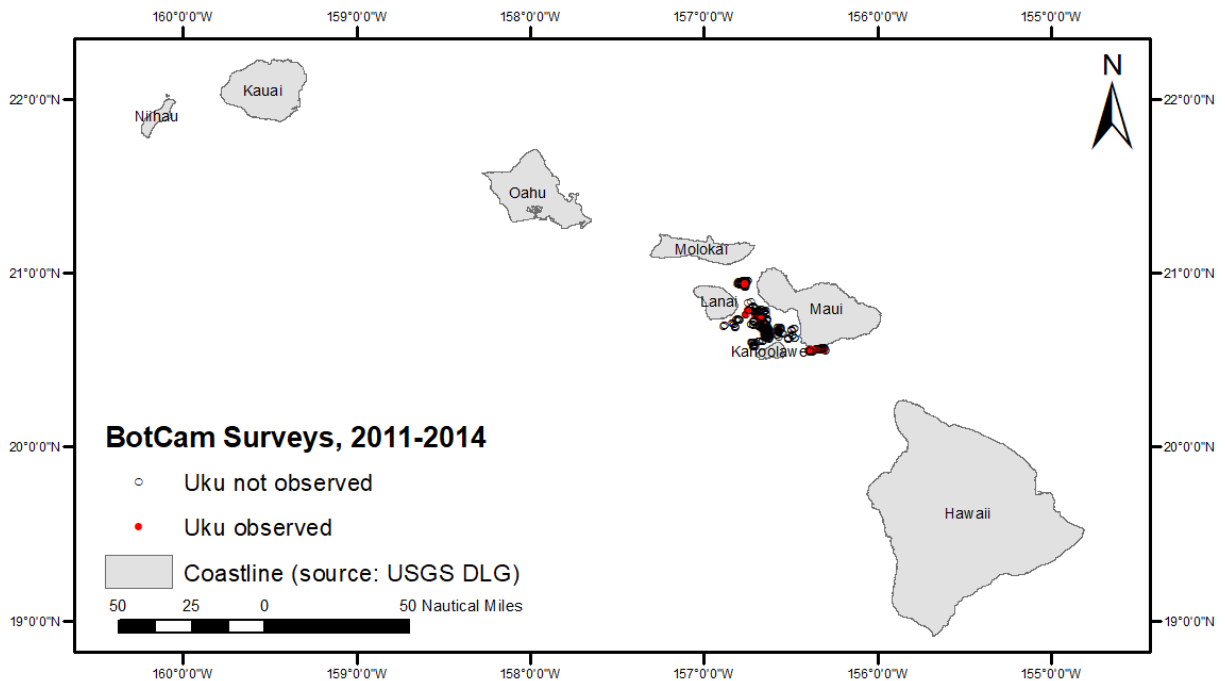 160°0'0"W 159°0'0"W 158°0'0"W 157°0'0"W 156°0'0"W 155°0'0"W
N
22°0'0"N 22°0'0"N
Kauai
Niihau
Oahu
Molokai
21°0'0"N 21°0'0"N
Lanai
Maui
Kahoolawe
20°0'0"N 20°0'0"N
Hawaii
BotCam Surveys, 2011-2014
Uku not observed
Uku observed
Coastline (source: USGS DLG)
50 25 0 50 Nautical Miles
19°0'0"N 19°0'0"N
160°0'0"W 159°0'0"W 158°0'0"W 157°0'0"W 156°0'0"W 155°0'0"W